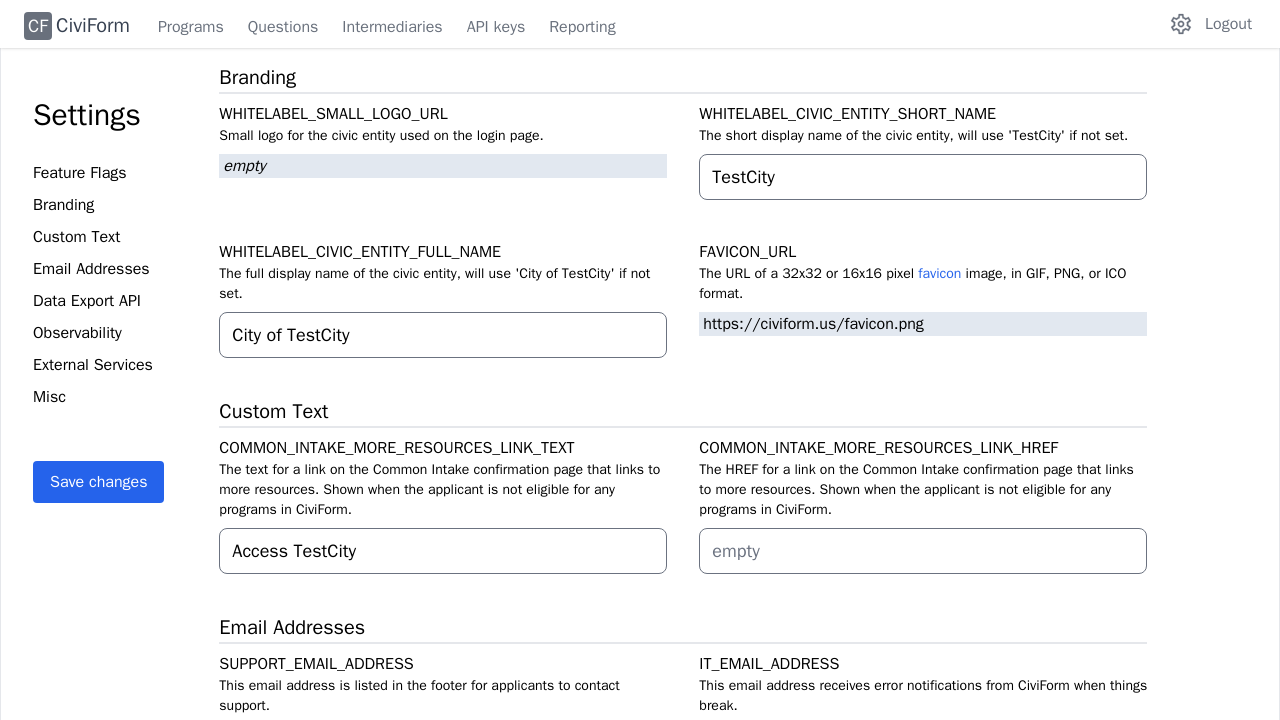 CF CiviForm Programs Questions Intermediaries API keys Reporting Logout
Settings
Feature Flags
Branding
Custom Text
Email Addresses
Data Export API
Observability
External Services
Misc
Save changes
Branding
WHITELABEL_SMALL_LOGO_URL
Small logo for the civic entity used on the login page.
empty
WHITELABEL_CIVIC_ENTITY_SHORT_NAME
The short display name of the civic entity, will use 'TestCity' if not set.
TestCity
WHITELABEL_CIVIC_ENTITY_FULL_NAME
The full display name of the civic entity, will use 'City of TestCity' if not
set.
City of TestCity
FAVICON_URL
The URL of a 32x32 or 16x16 pixel favicon image, in GIF, PNG, or ICO
format.
https://civiform.us/favicon.png
Custom Text
COMMON_INTAKE_MORE_RESOURCES_LINK_TEXT
The text for a link on the Common Intake confirmation page that links to
more resources. Shown when the applicant is not eligible for any
programs in CiviForm.
Access TestCity
COMMON_INTAKE_MORE_RESOURCES_LINK_HREF
The HREF for a link on the Common Intake confirmation page that links
to more resources. Shown when the applicant is not eligible for any
programs in CiviForm.
empty
Email Addresses
SUPPORT_EMAIL_ADDRESS
This email address is listed in the footer for applicants to contact
support.
IT_EMAIL_ADDRESS
This email address receives error notifications from CiviForm when things
break.